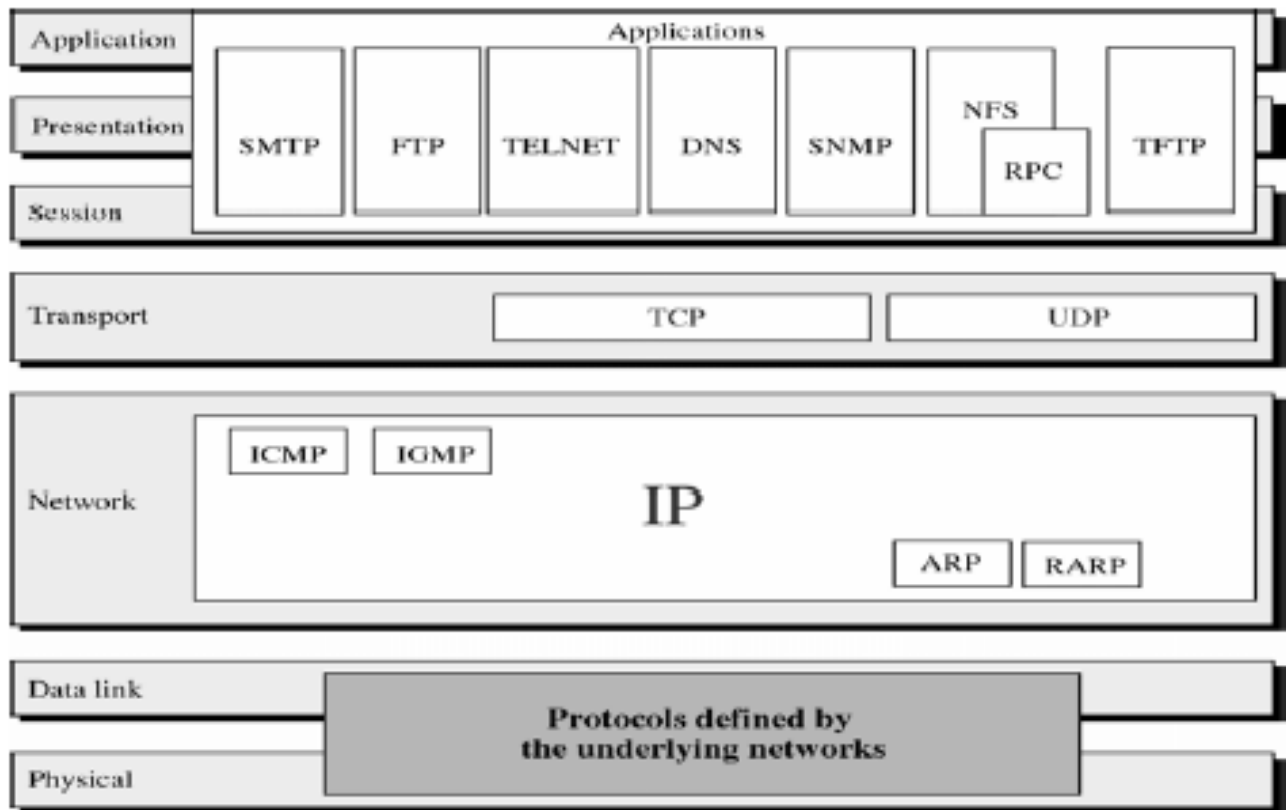 Application
Applications
Presentation
SMTP
FTP
TELNET
DNS
SNMP
NFS
RPC
TFTP
Session
Transport
TCP
UDP
Network
ICMP
IGMP
IP
ARP
RARP
Data link
Protocols defined by
the underlying networks
Physical